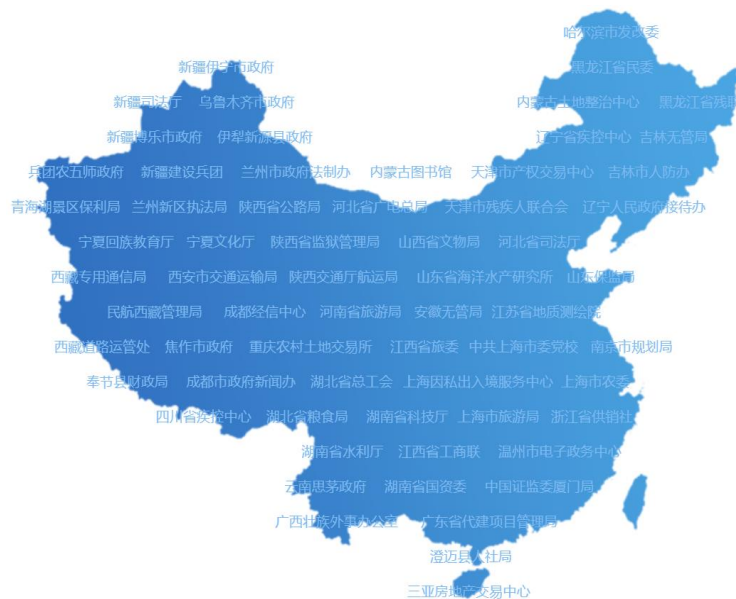 哈尔滨市发改委
新疆伊宁市政府 黑龙江省民委
新疆司法厅 乌鲁木齐市政府 内蒙古土地整治中心 黑龙江省残联
新疆博乐市政府 伊犁新源县政府 辽宁省疾控中心 吉林无管局
兵团农五师政府 新疆建设兵团 兰州市政府法制办 内蒙古图书馆 天津市产权交易中心 吉林市人防办
青海湖景区保利局 兰州新区执法局 陕西省公路局 河北省广电总局 天津市残疾人联合会 辽宁人民政府接待办
宁夏回族教育厅 宁夏文化厅 陕西省监狱管理局 山西省文物局 河北省司法厅
西藏专用通信局 西安市交通运输局 陕西交通厅航运局 山东省海洋水产研究所 山东保监局
民航西藏管理局 成都经信中心 河南省旅游局 安徽无管局 江苏省地质测绘院
西藏道路运管处 焦作市政府 重庆农村土地交易所 江西省旅委 中共上海市委党校 南京市规划局
奉节县财政局 成都市政府新闻办 湖北省总工会 上海因私出入境服务中心 上海市农委
四川省疾控中心 湖北省粮食局 湖南省科技厅 上海市旅游局 浙江省供销社
湖南省水利厅 江西省工商联 温州市电子政务中心
云南思茅政府 湖南省国资委 中国证监委厦门局
广西壮族外事办公室 广东省代建项目管理局
澄迈县人社局
三亚房地产交易中心